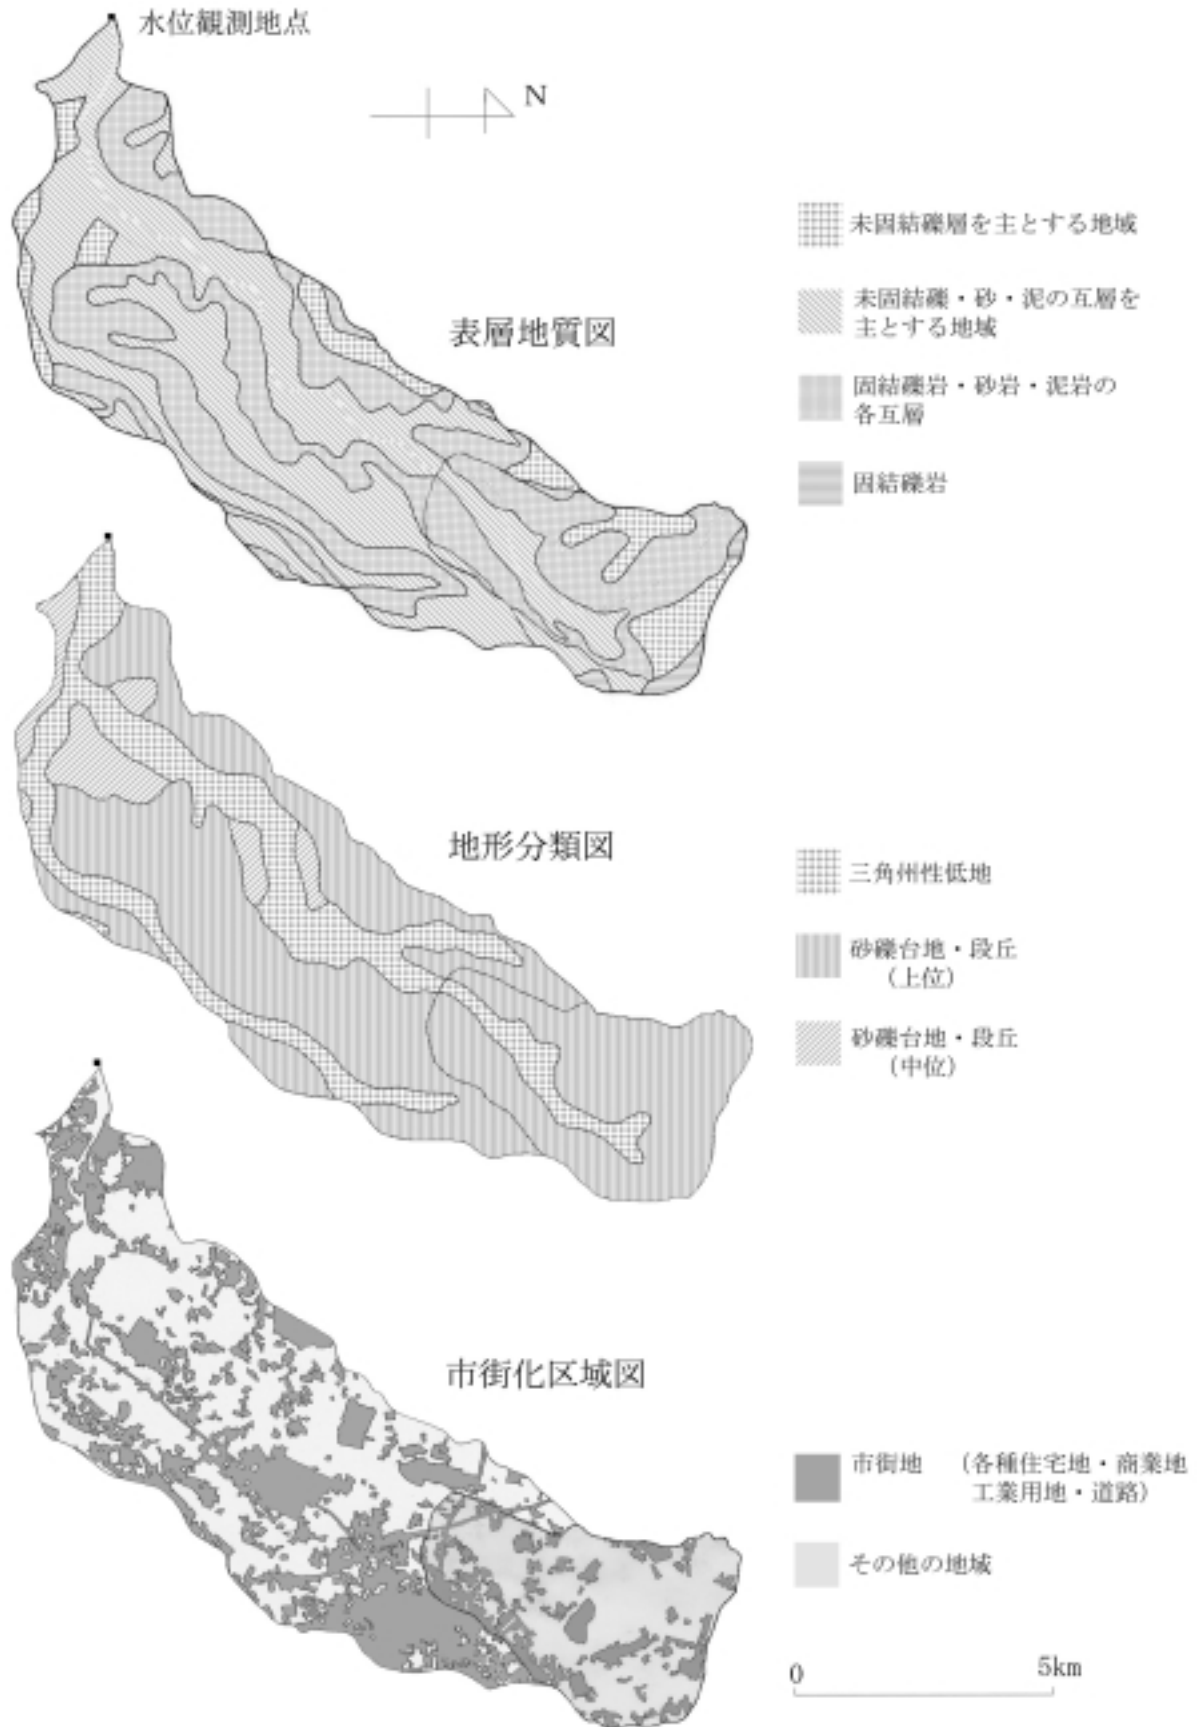 水位観測地点
N
未固結礫層を主とする地域
未固結礫・砂・泥の互層を
主とする地域
表層地質図
固結礫岩・砂岩・泥岩の
各互層
固結礫岩
地形分類図
三角州性低地
砂礫台地・段丘
(上位)
砂礫台地・段丘
(中位)
市街化区域図
市街地 (各種住宅地・商業地
工業用地・道路)
その他の地域
0 5km